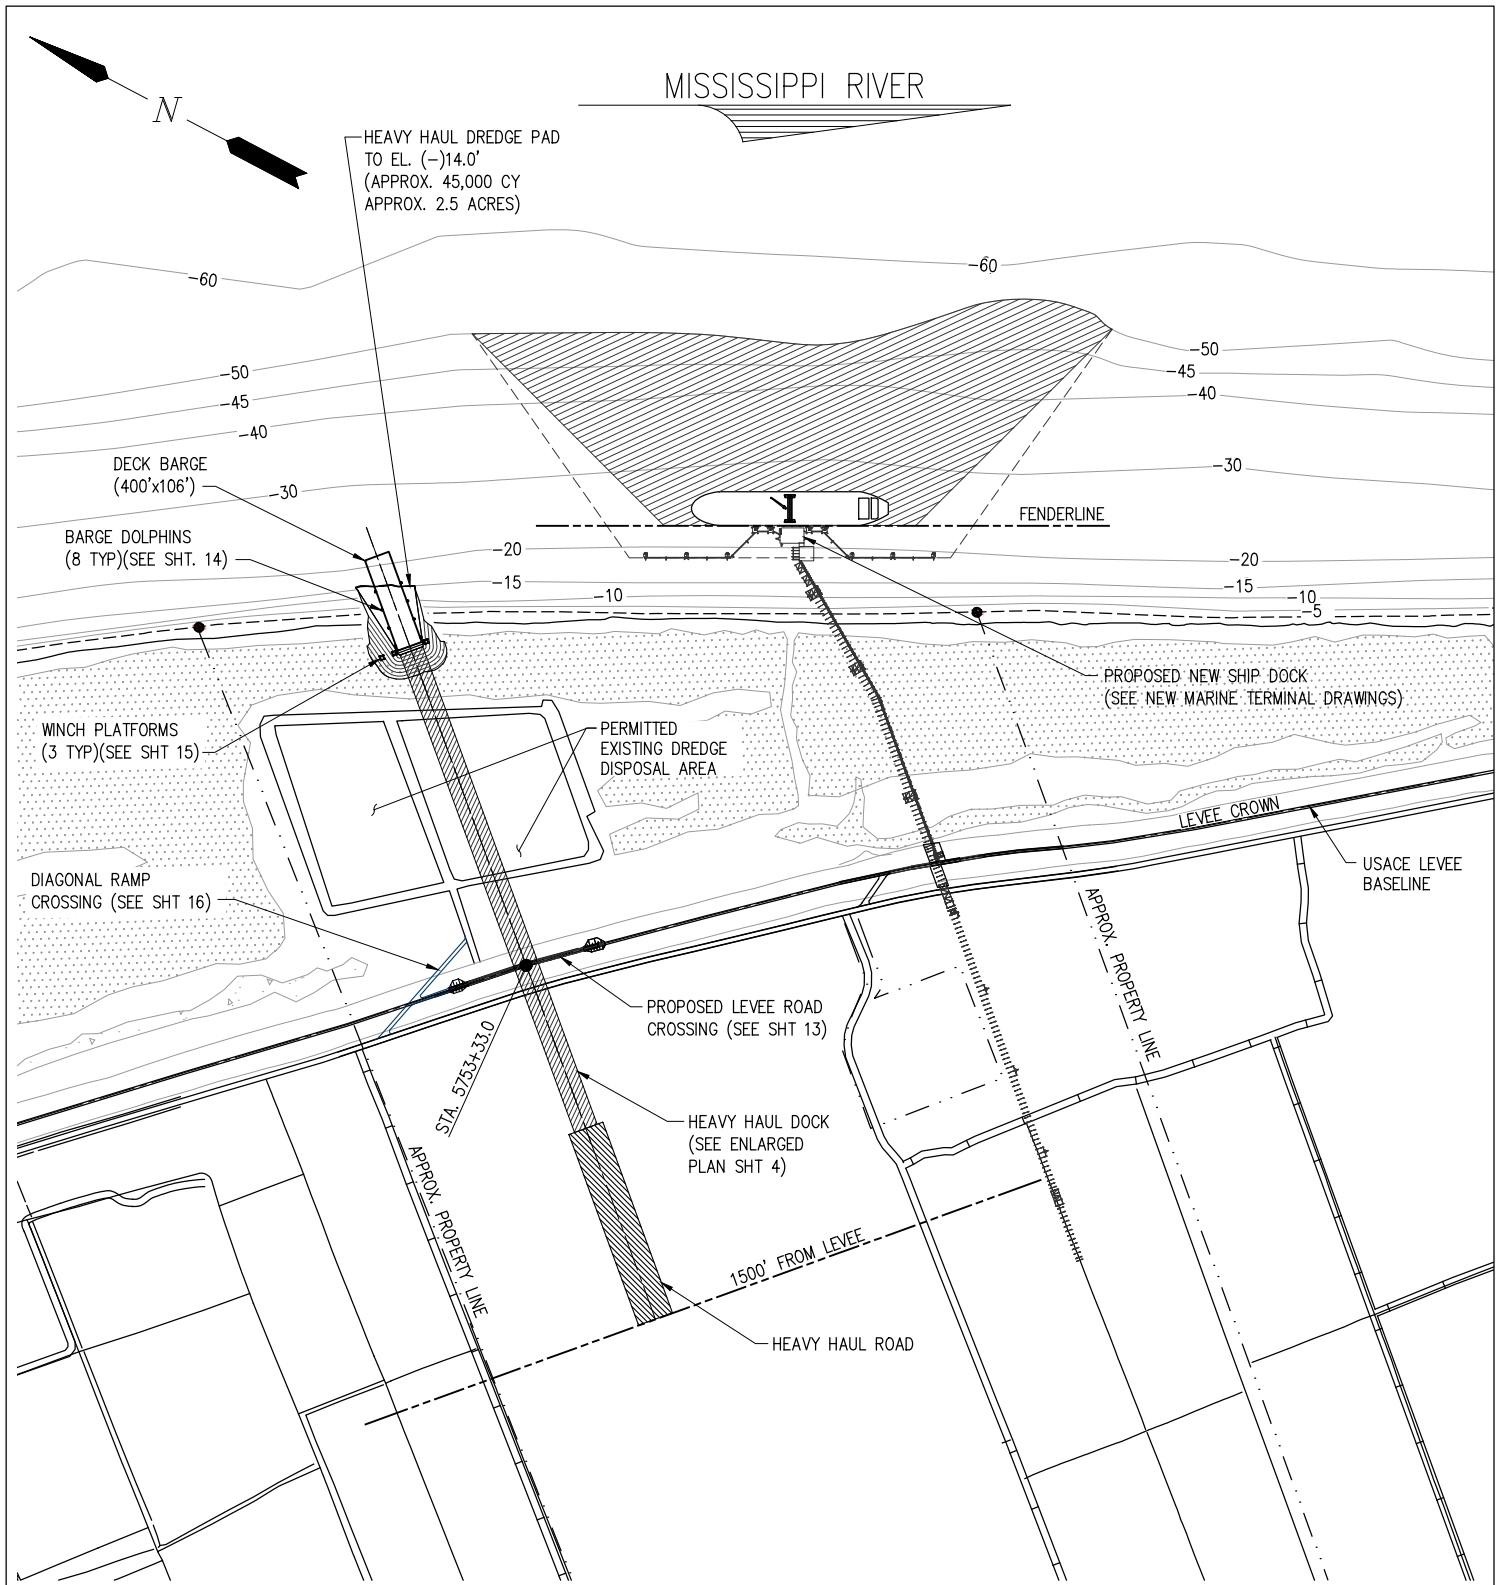 N
MISSISSIPPI RIVER
HEAVY HAUL DREDGE PAD
TO EL. (-)14.0'
(APPROX. 45,000 CY
APPROX. 2.5 ACRES)
-60
-60
-50
-45
-40
-30
-50
-45
-40
-30
DECK BARGE
(400'x106')
BARGE DOLPHINS
(8 TYP)(SEE SHT. 14)
FENDERLINE
-20
-15
-10
-20
-15
-10
-5
WINCH PLATFORMS
(3 TYP)(SEE SHT 15)
PERMITTED
EXISTING DREDGE
DISPOSAL AREA
PROPOSED NEW SHIP DOCK
(SEE NEW MARINE TERMINAL DRAWINGS)
LEVEE CROWN
USACE LEVEE
BASELINE
DIAGONAL RAMP
CROSSING (SEE SHT 16)
APPROX. PROPERTY LINE
PROPOSED LEVEE ROAD
CROSSING (SEE SHT 13)
STA. 5753+33.0
HEAVY HAUL DOCK
(SEE ENLARGED
PLAN SHT 4)
APPROX. PROPERTY LINE
1500' FROM LEVEE
HEAVY HAUL ROAD